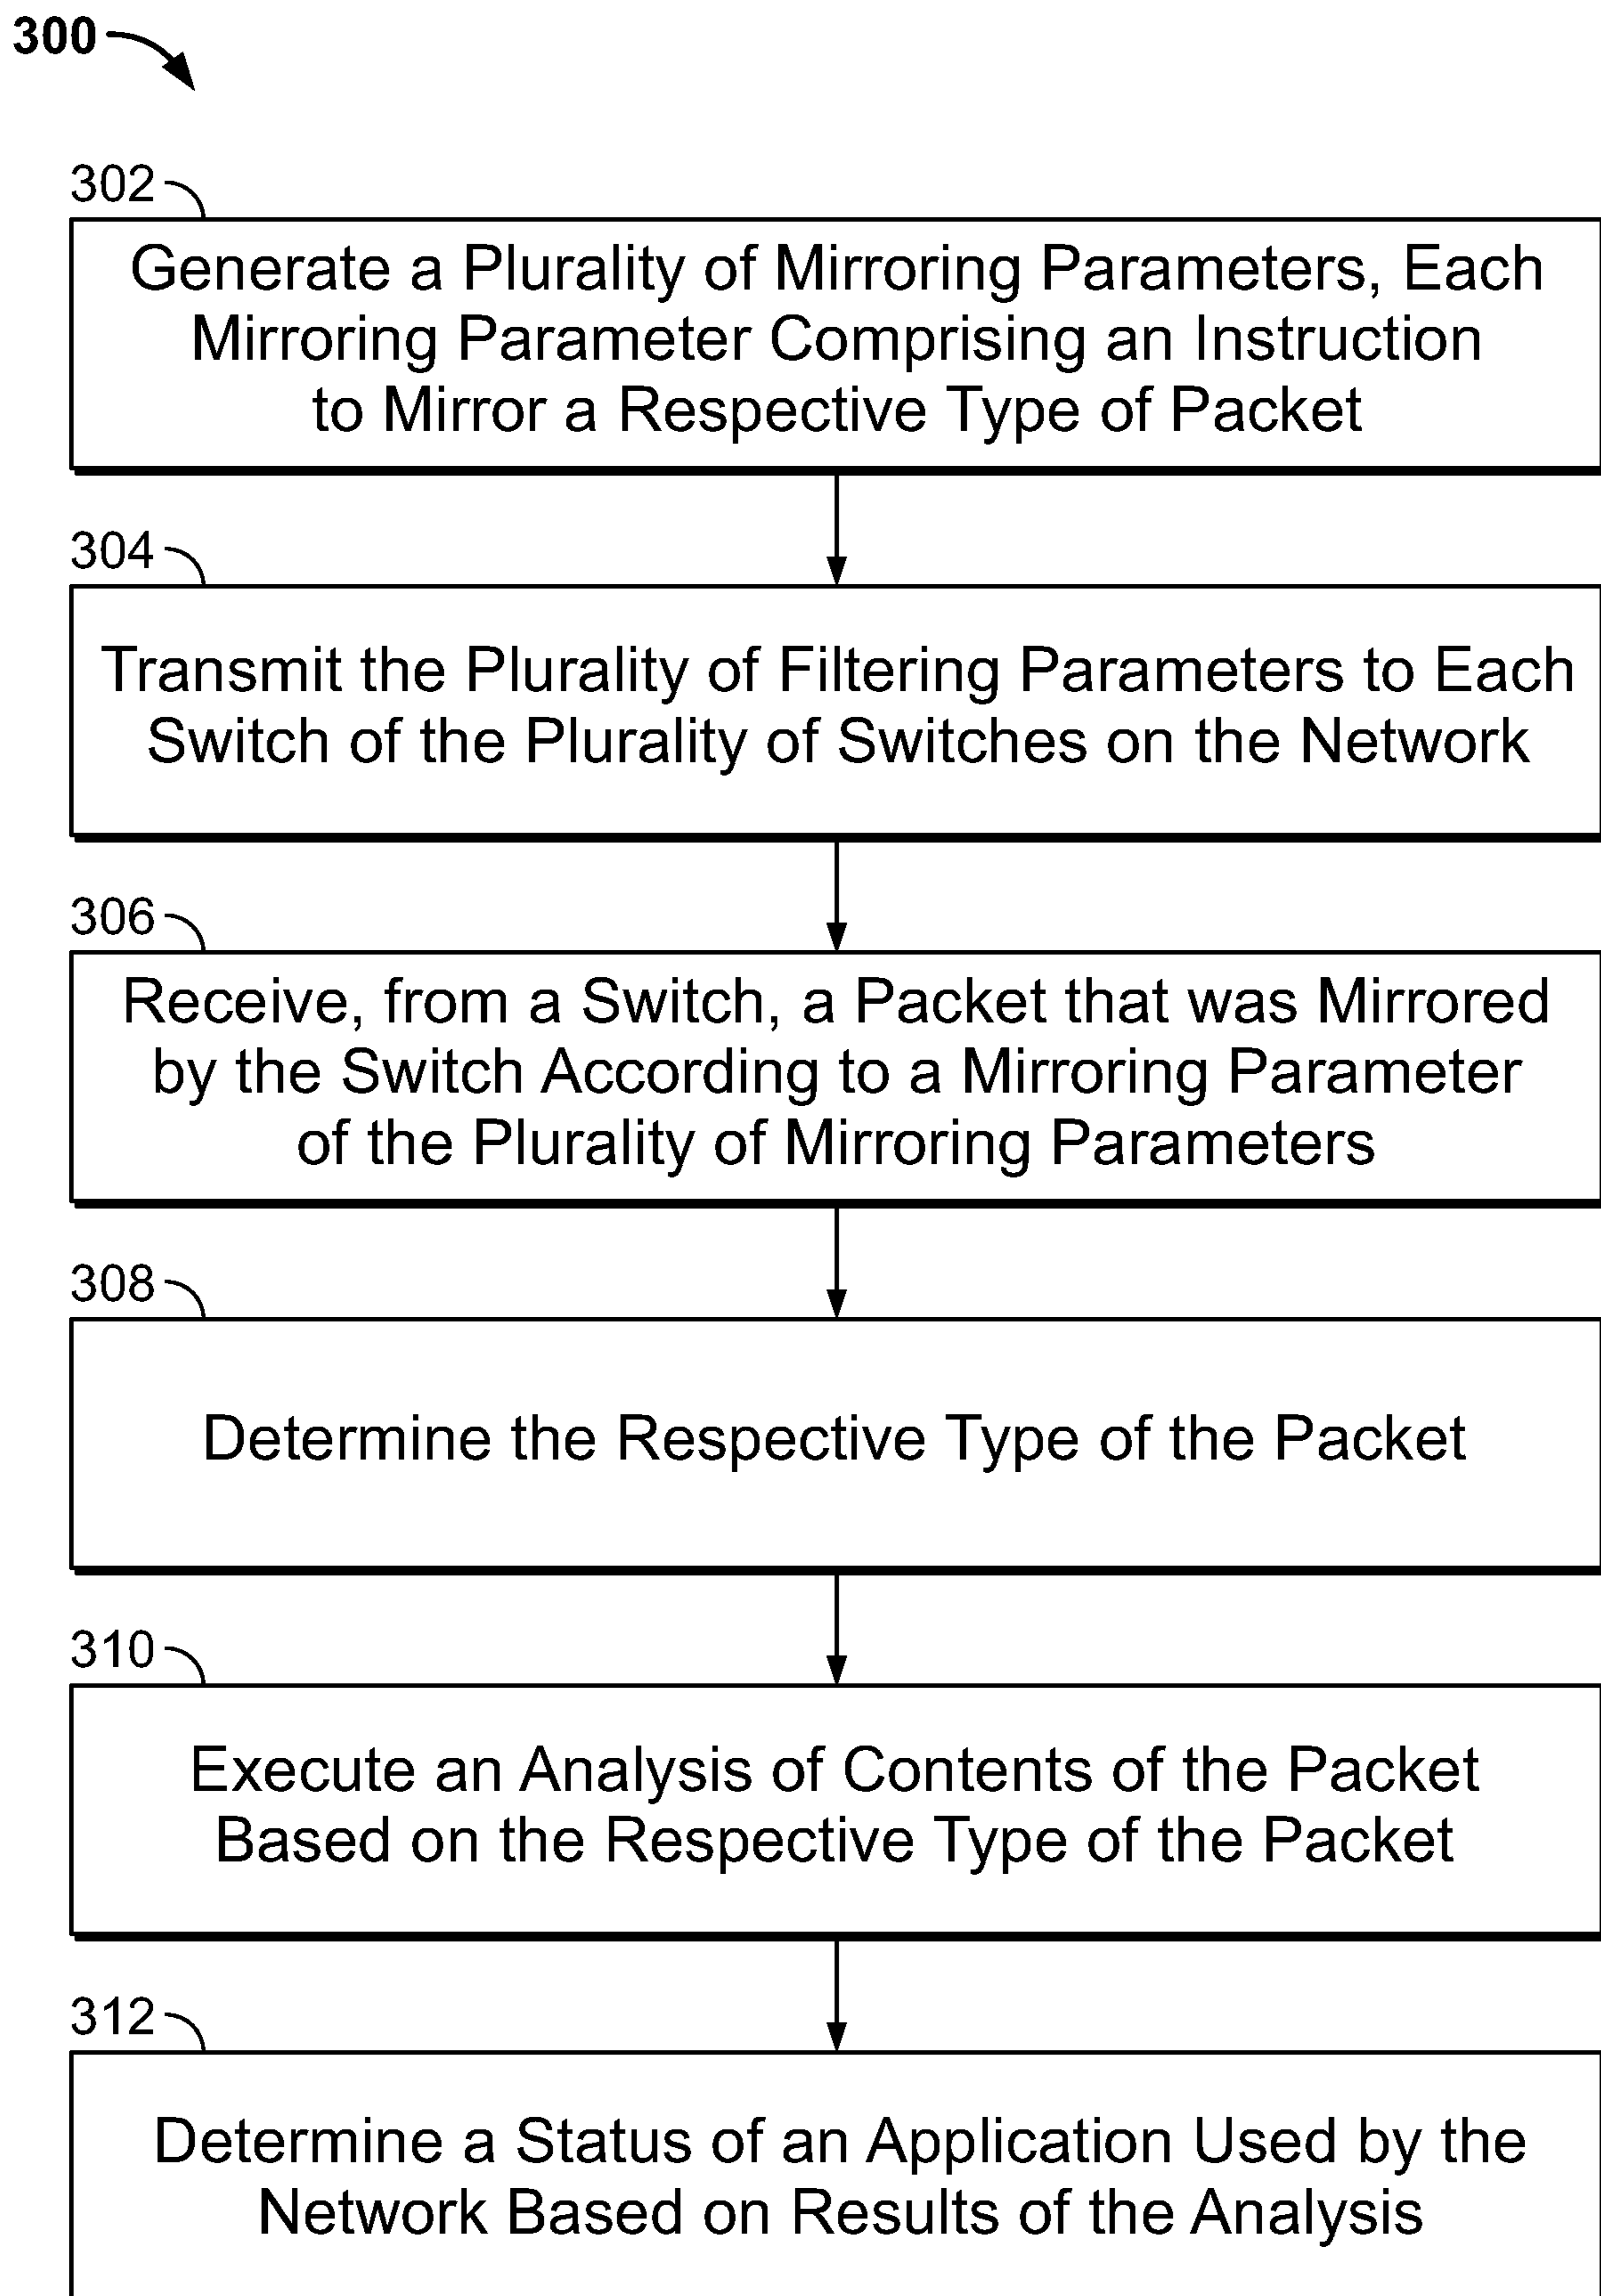 300
302
Generate a Plurality of Mirroring Parameters, Each
Mirroring Parameter Comprising an Instruction
to Mirror a Respective Type of Packet
304
Transmit the Plurality of Filtering Parameters to Each
Switch of the Plurality of Switches on the Network
306
Receive, from a Switch, a Packet that was Mirrored
by the Switch According to a Mirroring Parameter
of the Plurality of Mirroring Parameters
308
Determine the Respective Type of the Packet
310
Execute an Analysis of Contents of the Packet
Based on the Respective Type of the Packet
312
Determine a Status of an Application Used by the
Network Based on Results of the Analysis